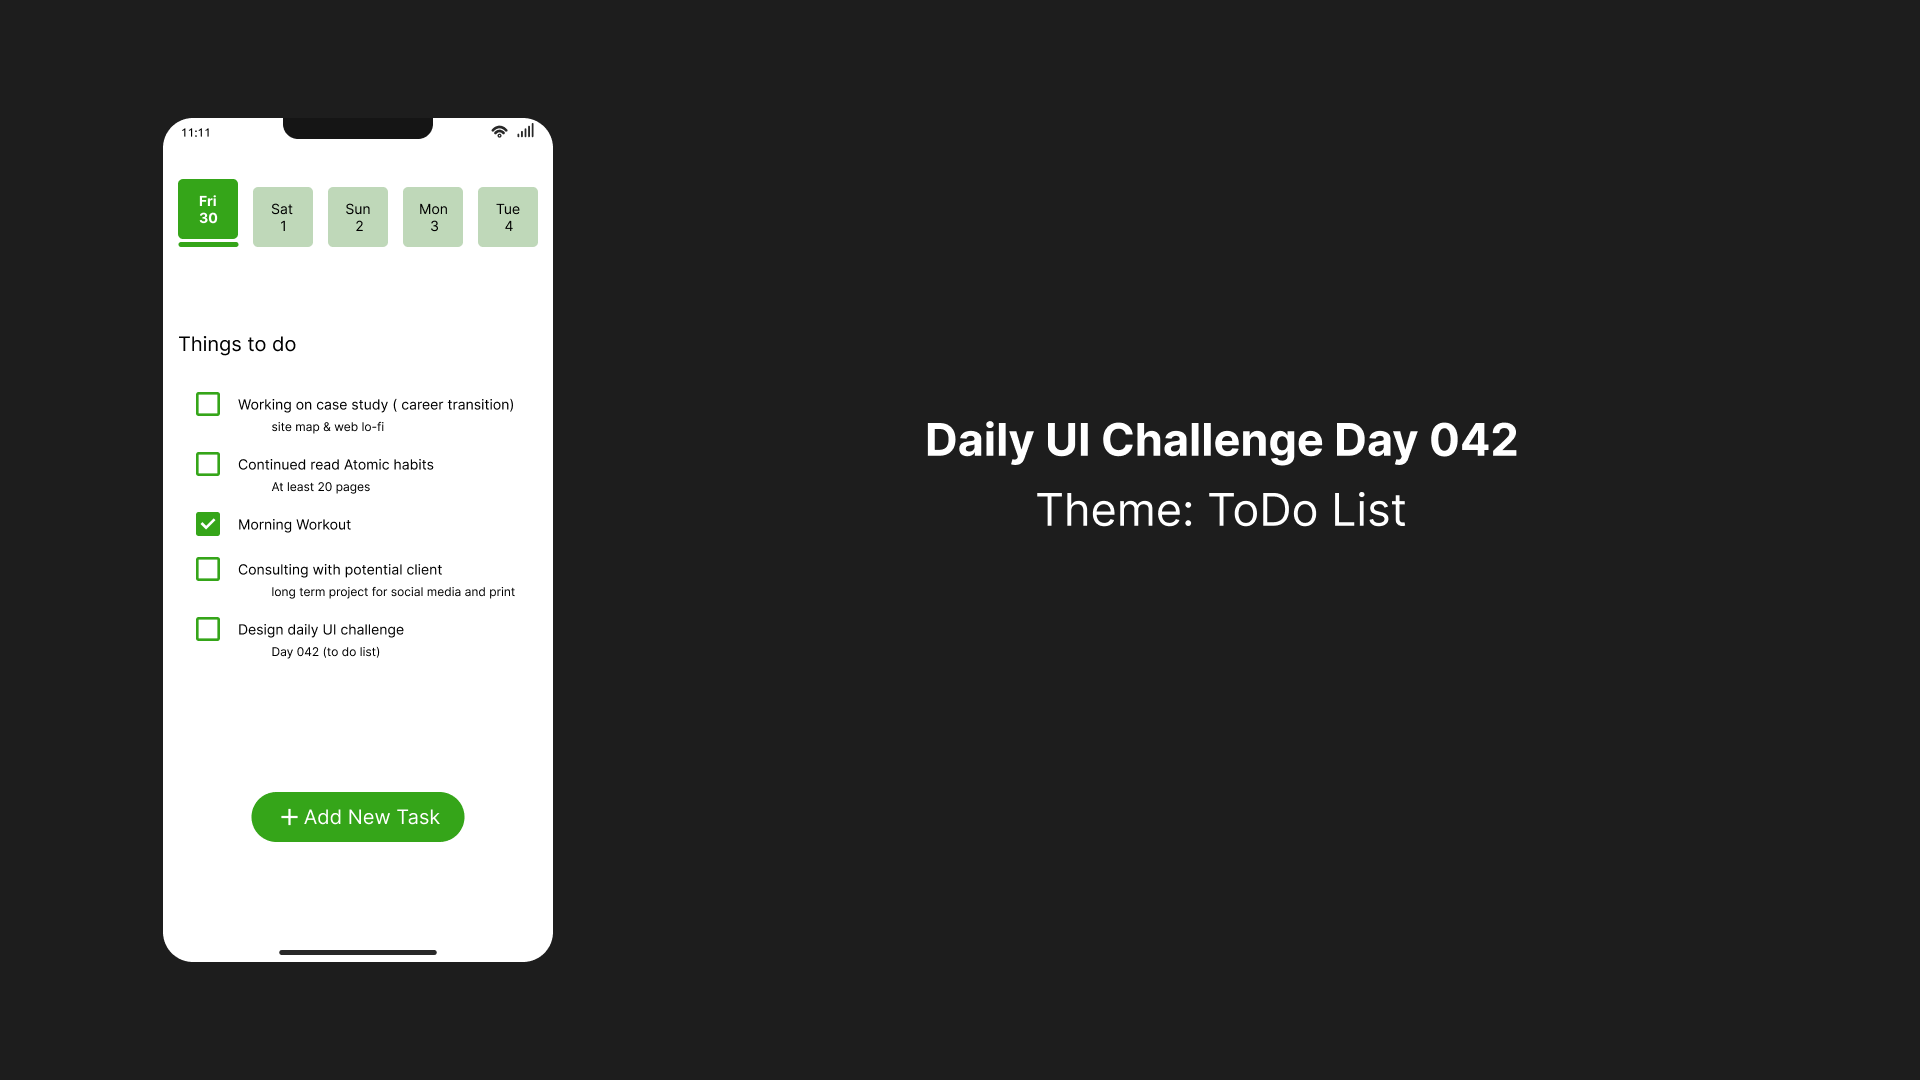 11:11
Fri
30
Sat
1
Sun
2
Mon
3
Tue
4
Things to do
Working on case study ( career transition)
site map & web lo-fi
Continued read Atomic habits
At least 20 pages
Morning Workout
Consulting with potential client
long term project for social media and print
Design daily UI challenge
Day 042 (to do list)
+ Add New Task
Daily UI Challenge Day 042
Theme: ToDo List